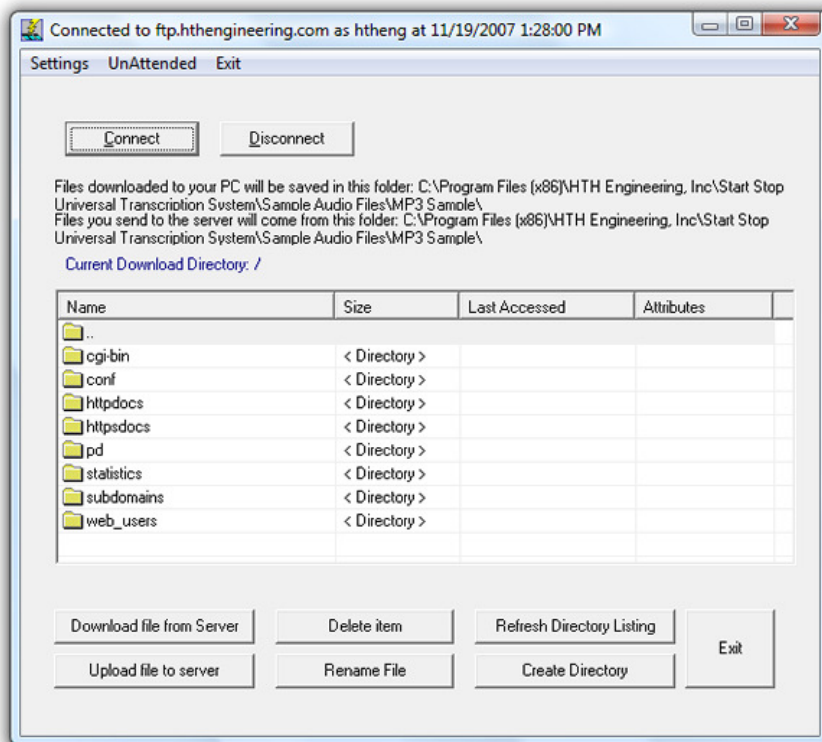 Connected to ftp.hthengineering.com as htheng at 11/19/2007 1:28:00 PM
Settings UnAttended Exit
Connect Disconnect
Files downloaded to your PC will be saved in this folder: C:\Program Files (x86)\HTH Engineering, Inc\Start Stop
Universal Transcription System\Sample Audio Files\MP3 Sample\
Files you send to the server will come from this folder: C:\Program Files (x86)\HTH Engineering, Inc\Start Stop
Universal Transcription System\Sample Audio Files\MP3 Sample\
Current Download Directory: /
Name Size Last Accessed Attributes
..
cgi-bin < Directory >
conf < Directory >
httpdocs < Directory >
httpsdocs < Directory >
pd < Directory >
statistics < Directory >
subdomains < Directory >
web_users < Directory >
Download file from Server Delete item Refresh Directory Listing
Exit
Upload file to server Rename File Create Directory